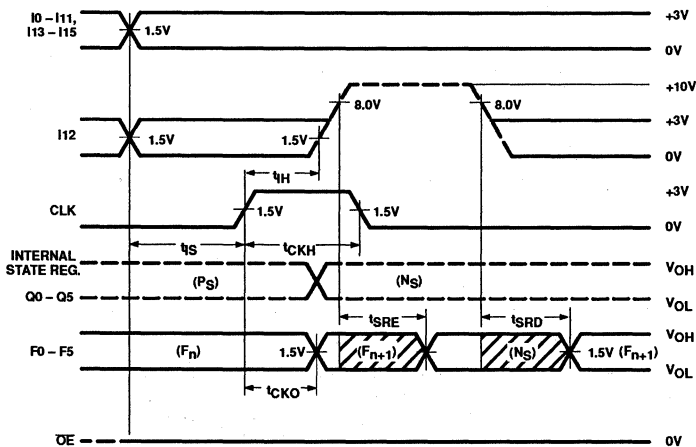 I0 – I11,
I13 – I15
1.5V
+3V
0V
+10V
8.0V
8.0V
+3V
I12
1.5V
1.5V
0V
tIH
+3V
CLK
1.5V
1.5V
0V
tIS
tCKH
INTERNAL
STATE REG.
VOH
(PS)
(NS)
Q0 – Q5
VOL
tSRE
tSRD
VOH
F0 – F5
(Fn)
1.5V
(Fn+1)
(NS)
1.5V (Fn+1)
VOL
tCKO
OE
0V